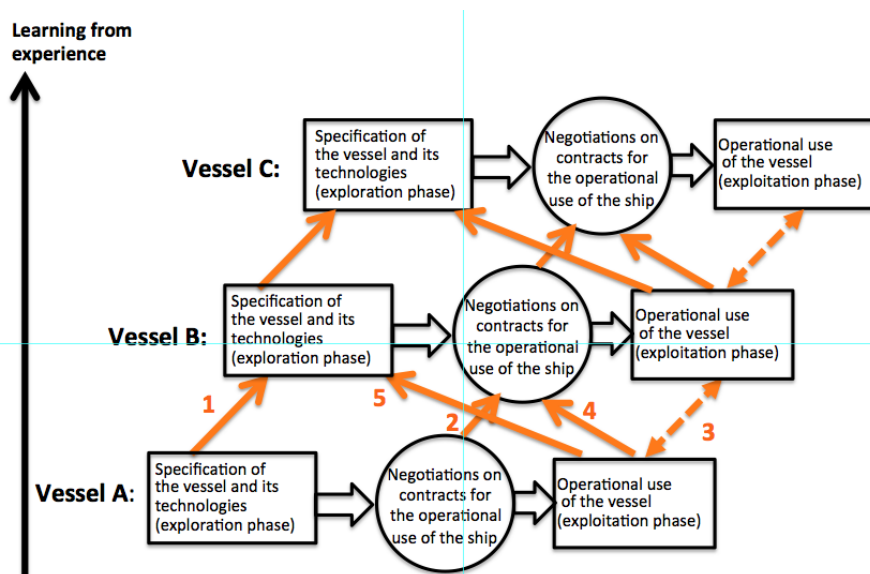 Learning from
experience
Vessel C:
Specification of
the vessel and its
technologies
(exploration phase)
Negotiations on
contracts for
the operational
use of the ship
Operational use
of the vessel
(exploitation phase)
Vessel B:
Specification of
the vessel and its
technologies
(exploration phase)
Negotiations on
contracts for
the operational
use of the ship
Operational use
of the vessel
(exploitation phase)
1
5
2
4
3
Vessel A:
Specification of
the vessel and its
technologies
(exploration phase)
Negotiations on
contracts for
the operational
use of the ship
Operational use
of the vessel
(exploitation phase)